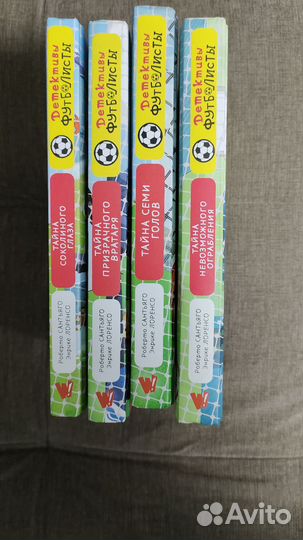 Детективы
ФУТБОЛИСТЫ
ТАЙНА
СОКОЛИНОГО
ГЛАЗА
Роберто САНТЬЯГО
Энрике ЛОРЕНСО
W!
Детективы
ФУТБОЛИСТЫ
ТАЙНА
ПРИЗРАЧНОГО
ВРАТАРЯ
Роберто САНТЬЯГО
Энрике ЛОРЕНСО
W!
Детективы
ФУТБОЛИСТЫ
ТАЙНА СЕМИ
ГОЛОВ
Роберто САНТЬЯГО
Энрике ЛОРЕНСО
W!
Детективы
ФУТБОЛИСТЫ
ТАЙНА
НЕВОЗМОЖНОГО
ОГРАБЛЕНИЯ
Роберто САНТЬЯГО
Энрике ЛОРЕНСО
W!
Avito